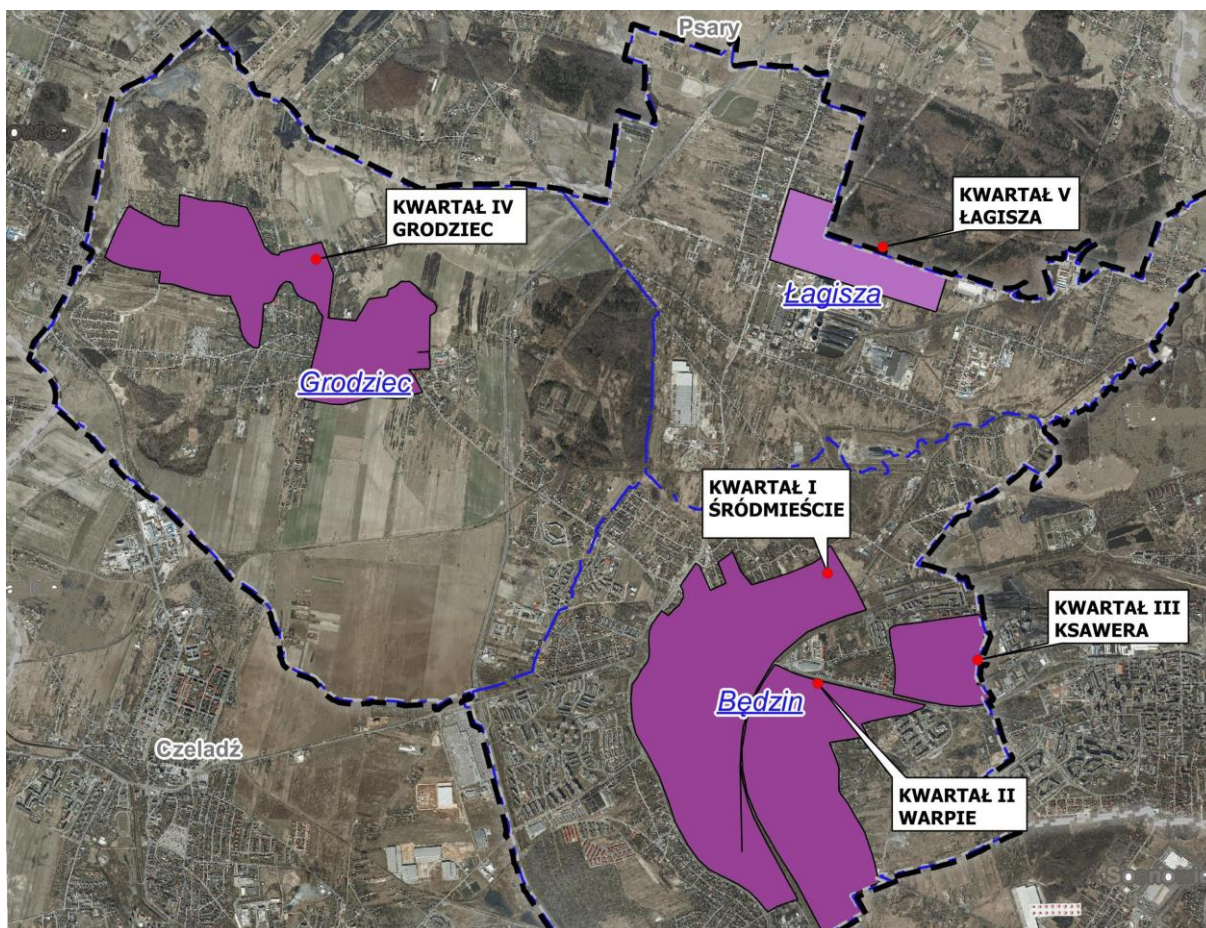 Psary
KWARTAŁ IV
GRODZIEC
KWARTAŁ V
ŁAGISZA
Łagisza
Grodziec
KWARTAŁ I
ŚRÓDMIEŚCIE
KWARTAŁ III
KSAWERA
Będzin
Czeladź
KWARTAŁ II
WARPIE